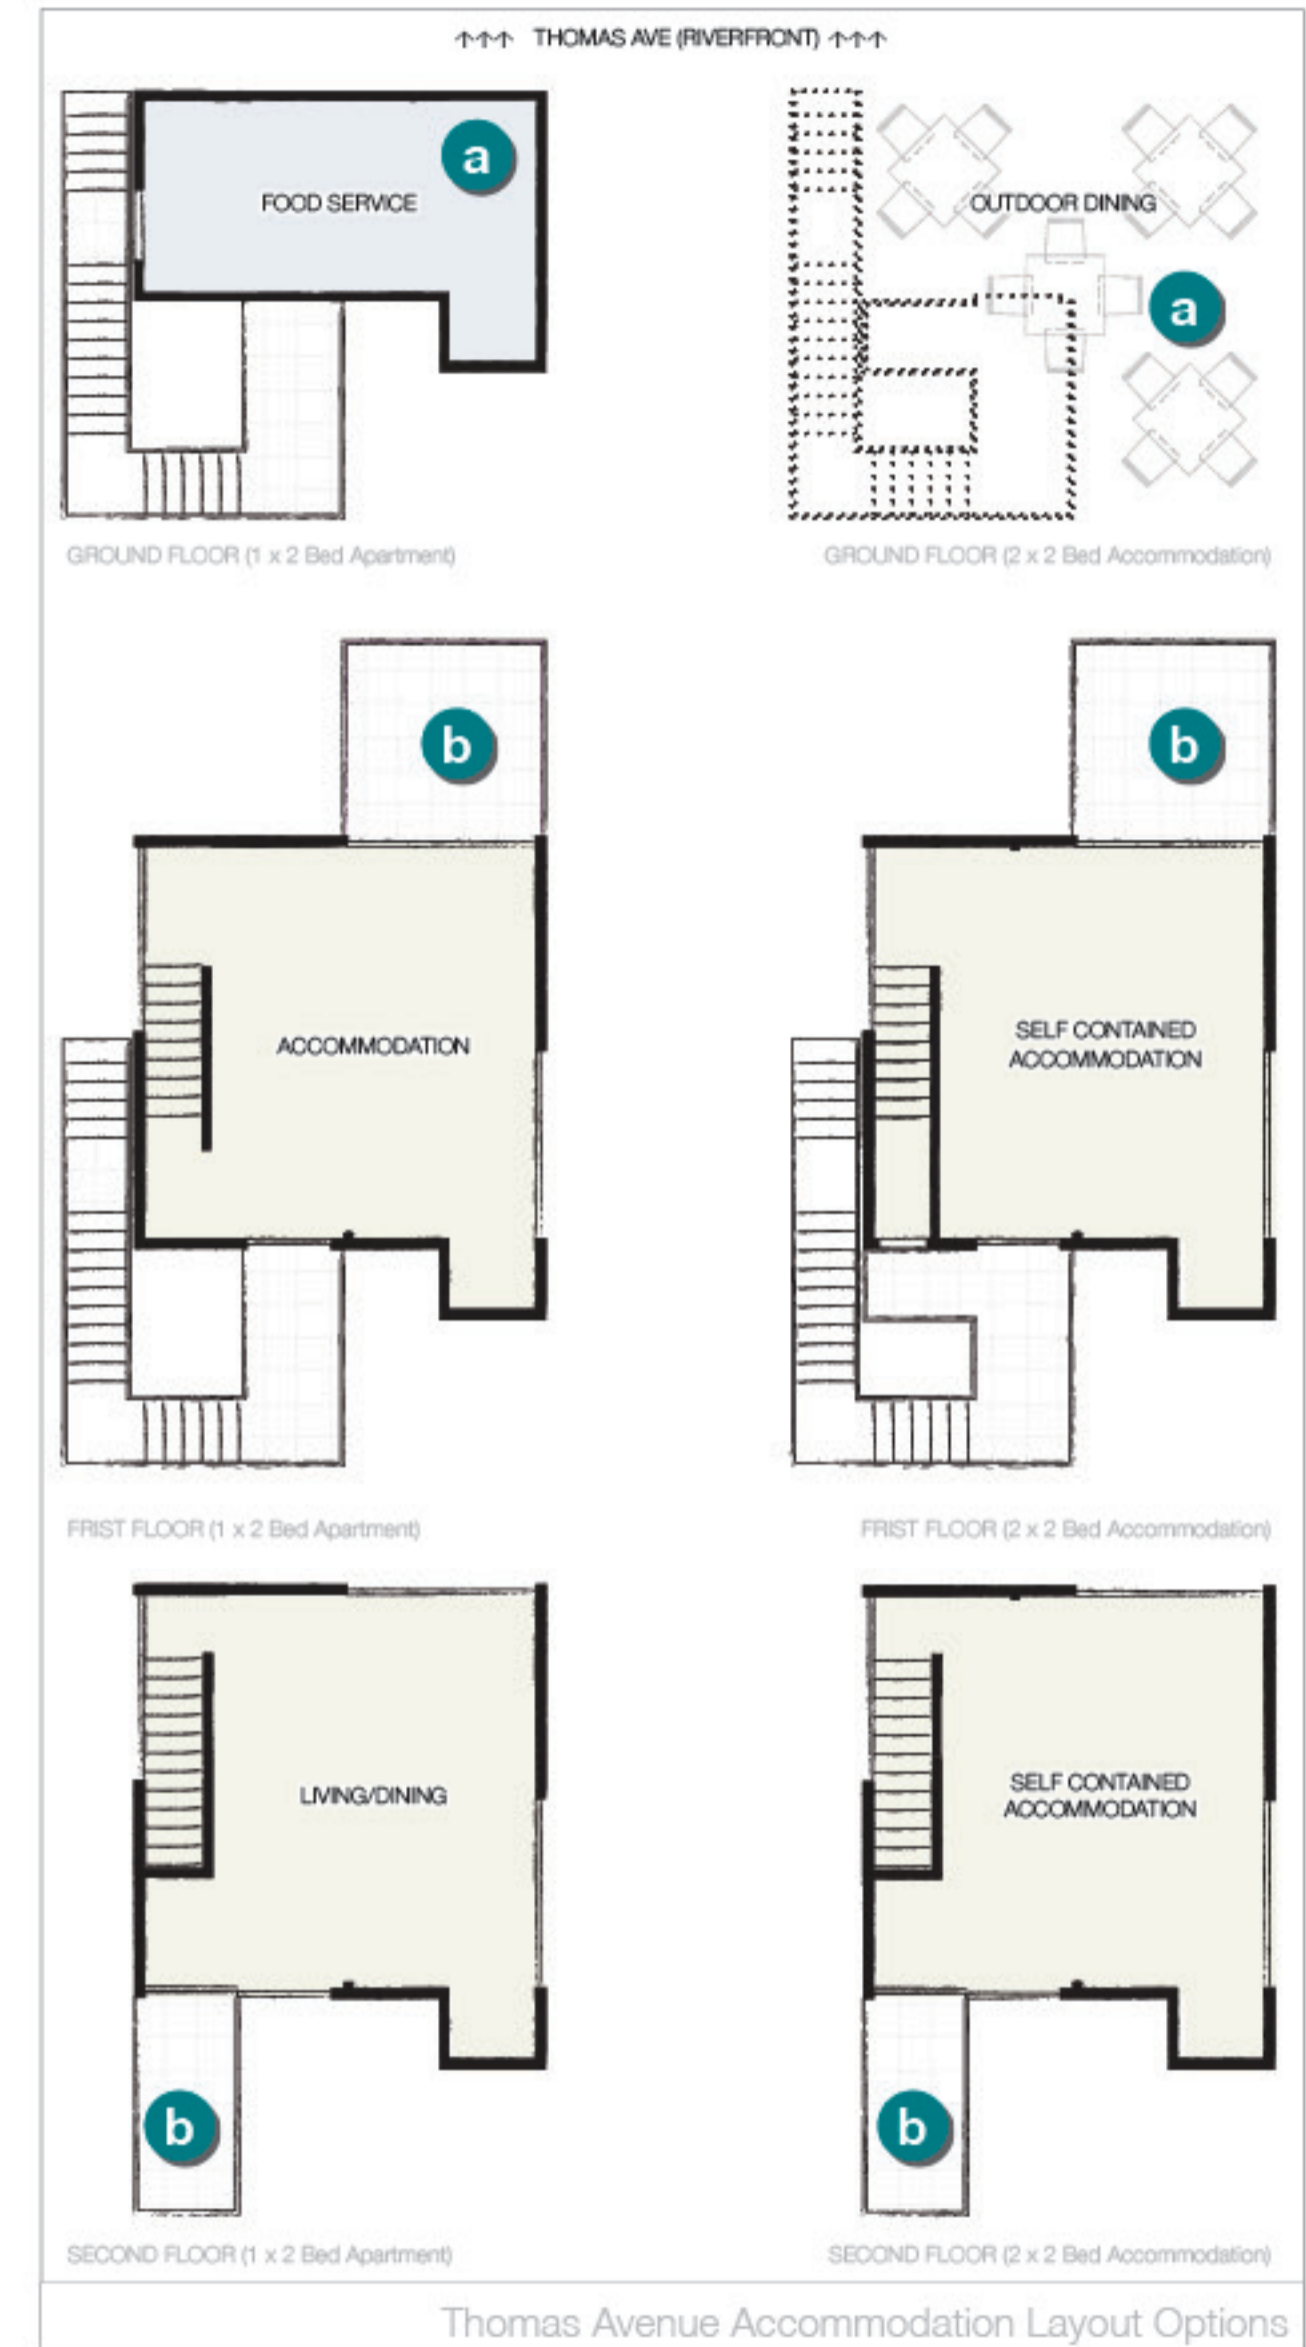 ↑↑↑ THOMAS AVE (RIVERFRONT) ↑↑↑
a
FOOD SERVICE
OUTDOOR DINING
a
GROUND FLOOR (1 x 2 Bed Apartment)
GROUND FLOOR (2 x 2 Bed Accommodation)
b
b
ACCOMMODATION
SELF CONTAINED
ACCOMMODATION
FRIST FLOOR (1 x 2 Bed Apartment)
FRIST FLOOR (2 x 2 Bed Accommodation)
LIVING/DINING
SELF CONTAINED
ACCOMMODATION
b
b
SECOND FLOOR (1 x 2 Bed Apartment)
SECOND FLOOR (2 x 2 Bed Accommodation)
Thomas Avenue Accommodation Layout Options